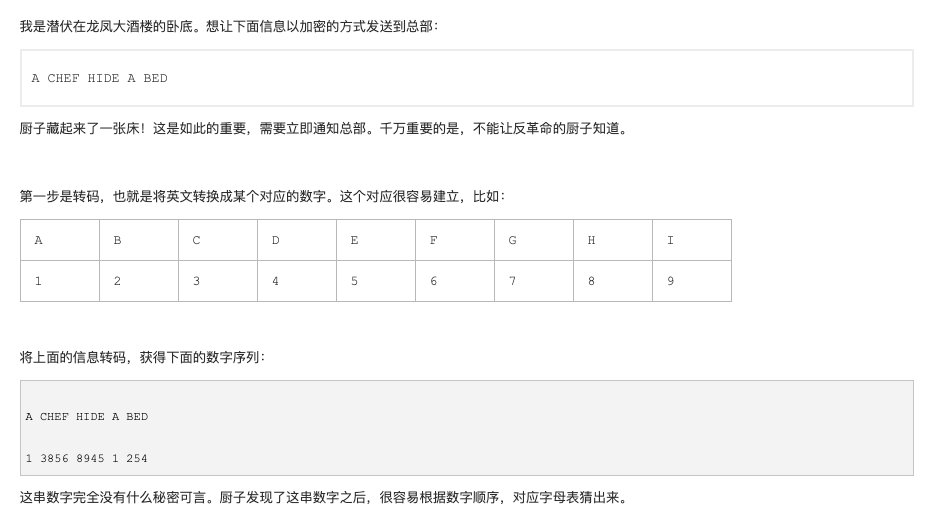 我是潜伏在龙凤大酒楼的卧底。想让下面信息以加密的方式发送到总部：
A CHEF HIDE A BED
厨子藏起来了一张床！这是如此的重要，需要立即通知总部。千万重要的是，不能让反革命的厨子知道。
第一步是转码，也就是将英文转换成某个对应的数字。这个对应很容易建立，比如：
A B C D E F G H I
1 2 3 4 5 6 7 8 9
将上面的信息转码，获得下面的数字序列：
A CHEF HIDE A BED
1 3856 8945 1 254
这串数字完全没有什么秘密可言。厨子发现了这串数字之后，很容易根据数字顺序，对应字母表猜出来。